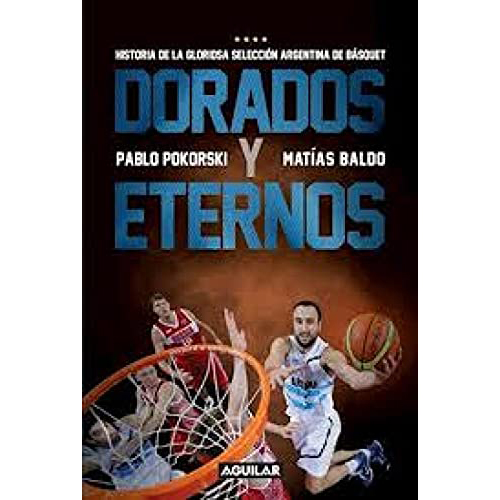 HISTORIA DE LA GLORIOSA SELECCIÓN ARGENTINA DE BÁSQUET
DORADOS
PABLO POKORSKI Y MATÍAS BALDO
ETERNOS
AGUILAR